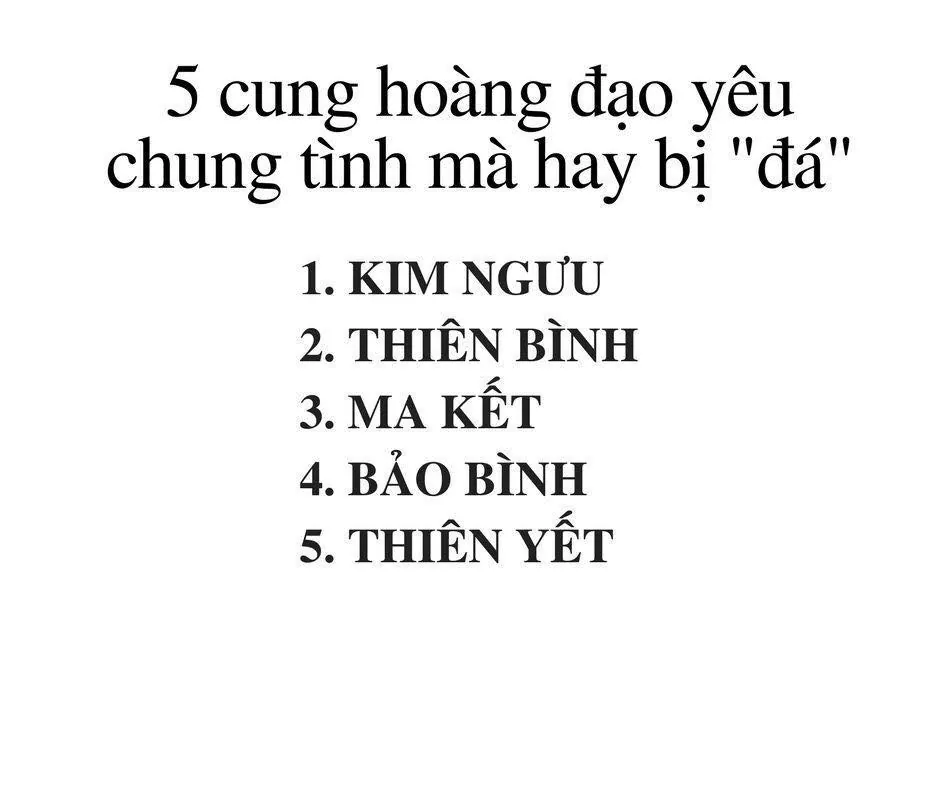 5 cung hoàng đạo yêu
chung tình mà hay bị "đá"
1. KIM NGƯU
2. THIÊN BÌNH
3. MA KẾT
4. BẢO BÌNH
5. THIÊN YẾT